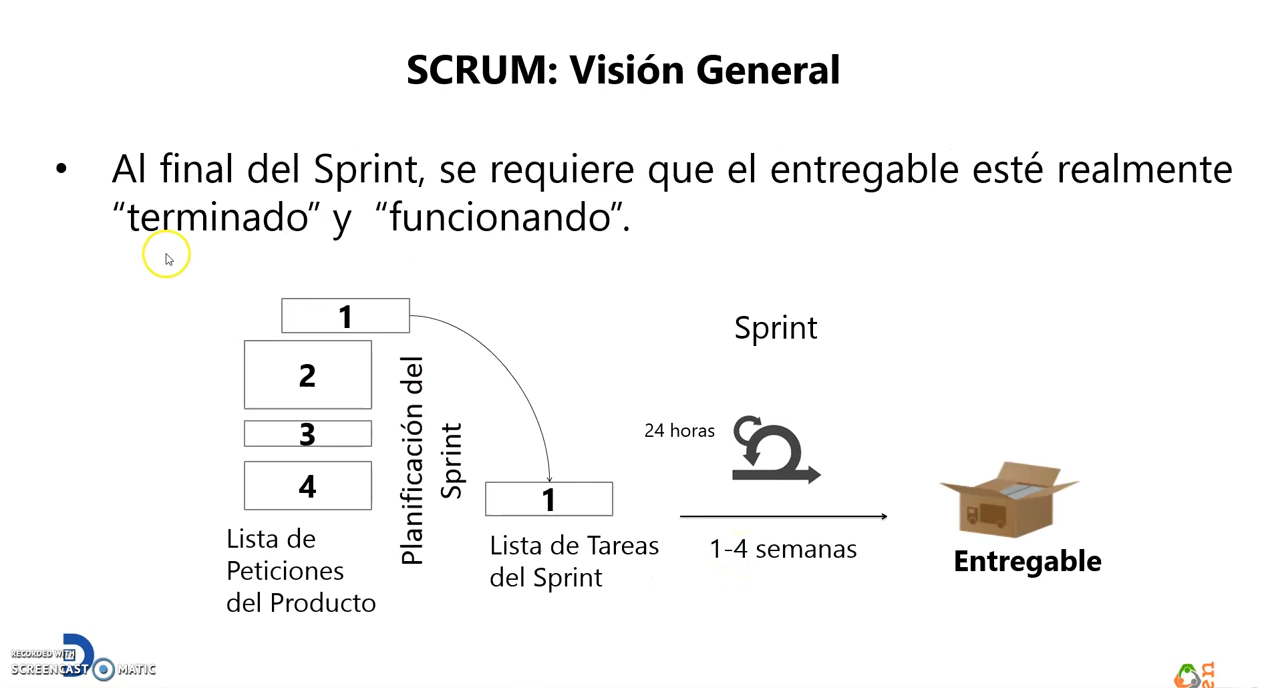 SCRUM: Visión General
• Al final del Sprint, se requiere que el entregable esté realmente
“terminado” y “funcionando”.
1
2
3
4
Lista de
Peticiones
del Producto
Planificación del
Sprint
1
Lista de Tareas
del Sprint
Sprint
24 horas
1-4 semanas
Entregable
RECORDED WITH
SCREENCAST MATIC
en